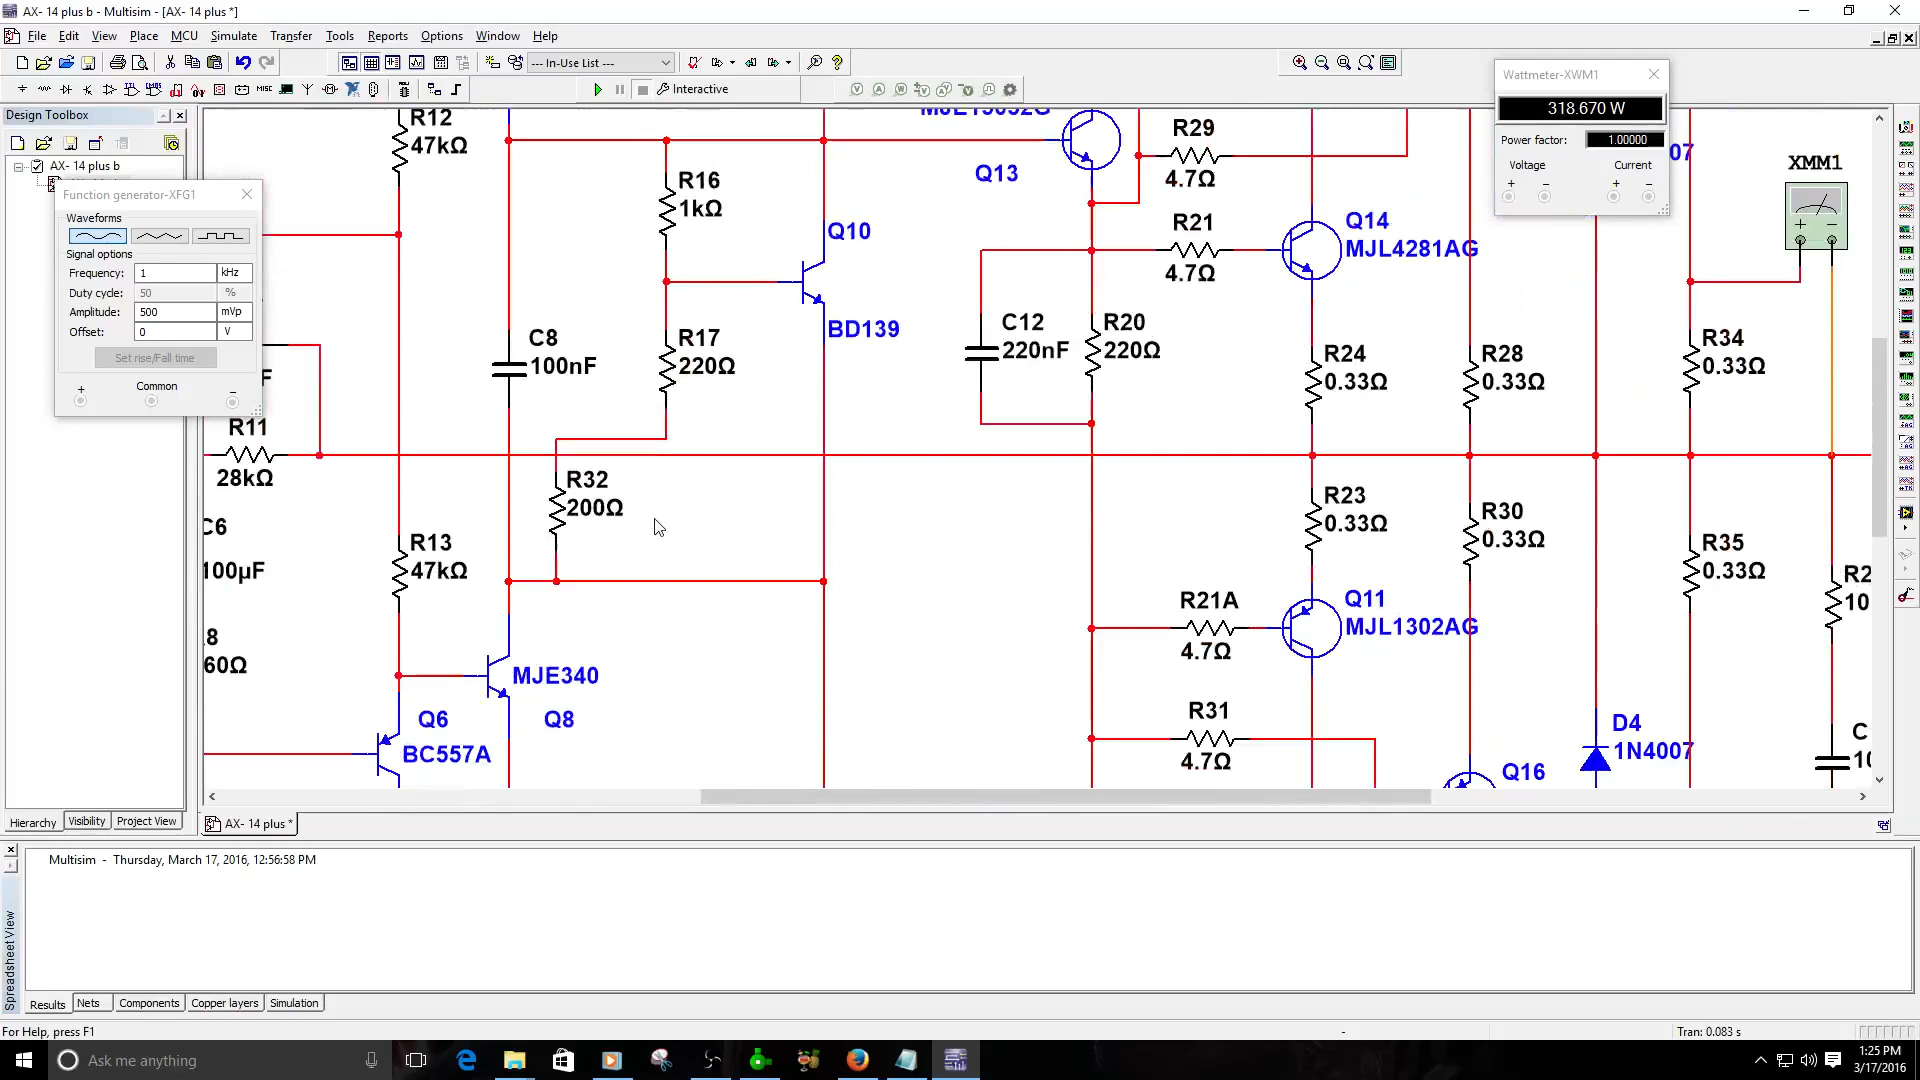 AX- 14 plus b - Multisim - [AX- 14 plus *]
File Edit View Place MCU Simulate Transfer Tools Reports Options Window Help
--- In-Use List ---
MISC
Interactive
Design Toolbox
AX- 14 plus b
Function generator-XFG1
Waveforms
Signal options
Frequency: 1 kHz
Duty cycle: 50 %
Amplitude: 500 mVp
Offset: 0 V
Set rise/Fall time
+ Common −
Wattmeter-XWM1
318.670 W
Power factor: 1.00000
Voltage Current
+ − + −
R12
47kΩ
R16
1kΩ
Q10
BD139
C8
100nF
R17
220Ω
R11
28kΩ
R32
200Ω
C6
100µF
R13
47kΩ
60Ω
MJE340
Q8
Q6
BC557A
Q13
R29
4.7Ω
R21
4.7Ω
Q14
MJL4281AG
C12
220nF
R20
220Ω
R24
0.33Ω
R28
0.33Ω
R34
0.33Ω
XMM1
R23
0.33Ω
R30
0.33Ω
R35
0.33Ω
R2
10
R21A
4.7Ω
Q11
MJL1302AG
R31
4.7Ω
Q16
D4
1N4007
C
10
07
Hierarchy Visibility Project View
AX- 14 plus *
Multisim - Thursday, March 17, 2016, 12:56:58 PM
Spreadsheet View
Results Nets Components Copper layers Simulation
For Help, press F1
-
Tran: 0.083 s
Ask me anything
1:25 PM
3/17/2016